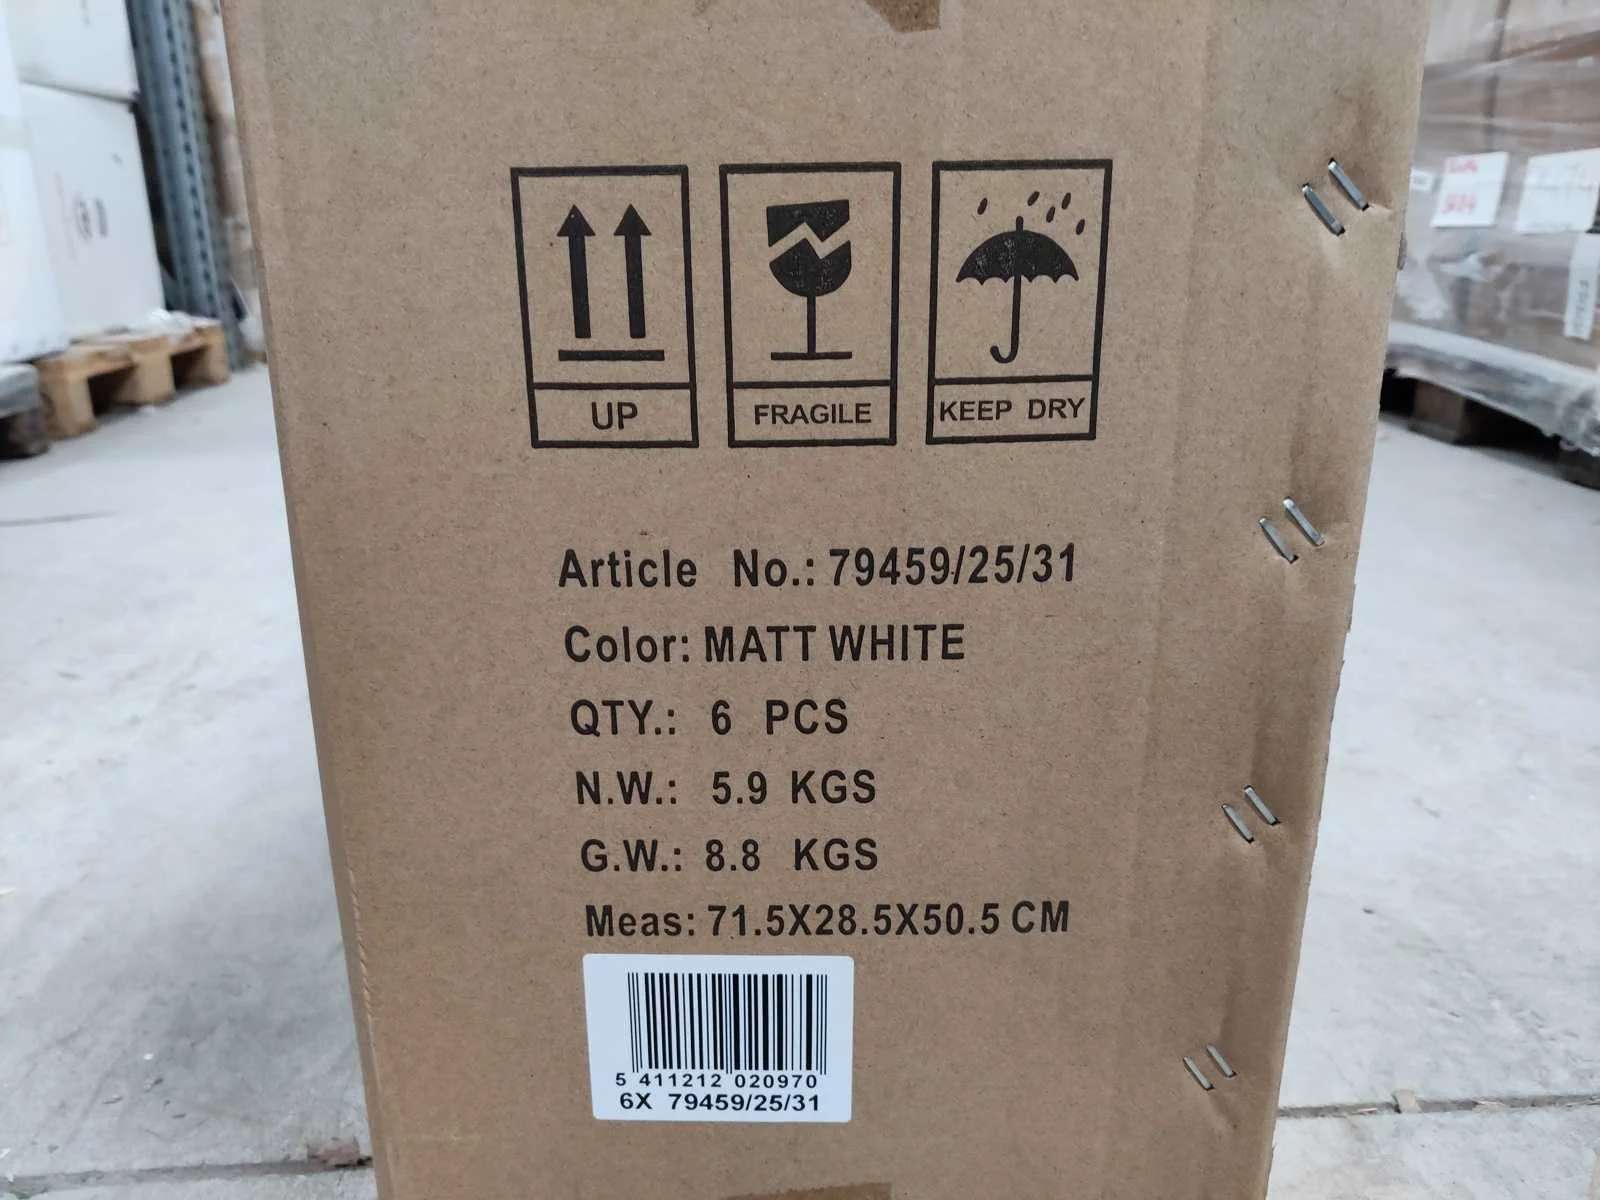 UP
FRAGILE
KEEP DRY
Article No.: 79459/25/31
Color: MATT WHITE
QTY.: 6 PCS
N.W.: 5.9 KGS
G.W.: 8.8 KGS
Meas: 71.5X28.5X50.5 CM
5 411212 020970
6X 79459/25/31